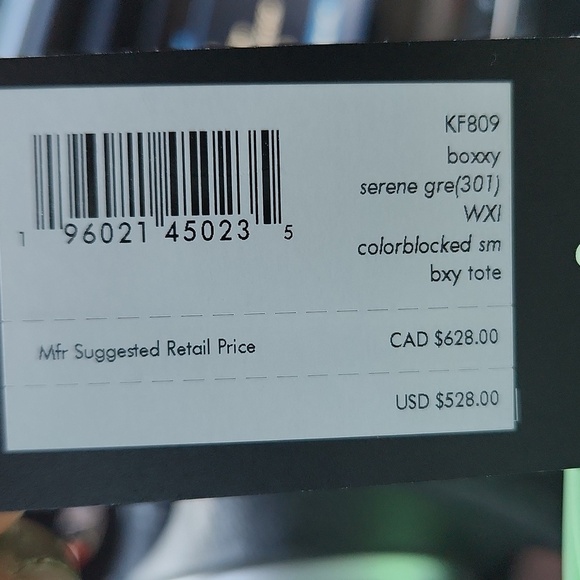 KF809
boxxy
serene gre(301)
WXI
colorblocked sm
bxy tote
1 96021 45023 5
Mfr Suggested Retail Price CAD $628.00
USD $528.00